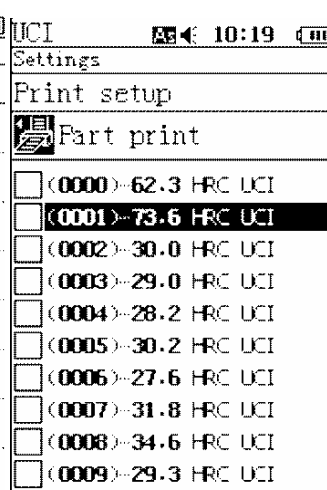 UCI As 10:19
Settings
Print setup
Part print
(0000)-62.3 HRC UCI
(0001)-73.6 HRC UCI
(0002)-30.0 HRC UCI
(0003)-29.0 HRC UCI
(0004)-28.2 HRC UCI
(0005)-30.2 HRC UCI
(0006)-27.6 HRC UCI
(0007)-31.8 HRC UCI
(0008)-34.6 HRC UCI
(0009)-29.3 HRC UCI